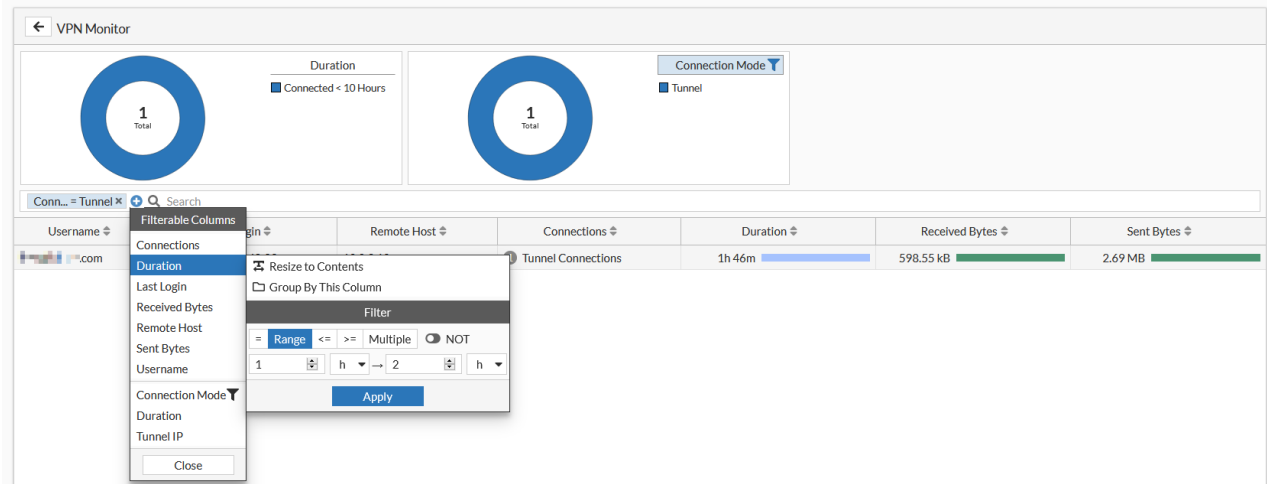 VPN Monitor
Duration
Connected < 10 Hours
1
Total
Connection Mode
Tunnel
1
Total
Conn... = Tunnel × Search
Username gin Remote Host Connections Duration Received Bytes Sent Bytes
.com Tunnel Connections 1h 46m 598.55 kB 2.69 MB
Filterable Columns
Connections
Duration
Last Login
Received Bytes
Remote Host
Sent Bytes
Username
Connection Mode
Duration
Tunnel IP
Close
Resize to Contents
Group By This Column
Filter
= Range <= >= Multiple NOT
1 h → 2 h
Apply